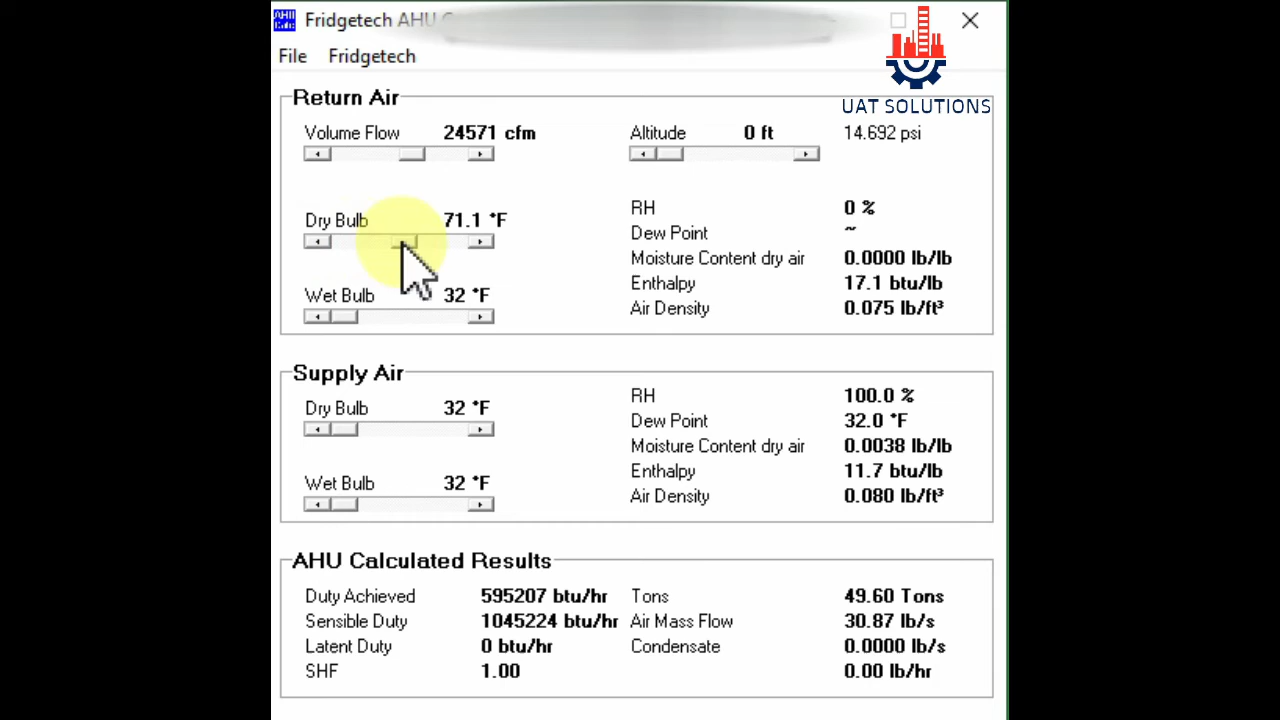 AHU
Calc
Fridgetech AHU
UAT SOLUTIONS
File Fridgetech
Return Air
Volume Flow 24571 cfm Altitude 0 ft 14.692 psi
Dry Bulb 71.1 °F
RH 0 %
Dew Point ~
Moisture Content dry air 0.0000 lb/lb
Enthalpy 17.1 btu/lb
Wet Bulb 32 °F
Air Density 0.075 lb/ft³
Supply Air
Dry Bulb 32 °F
RH 100.0 %
Dew Point 32.0 °F
Moisture Content dry air 0.0038 lb/lb
Enthalpy 11.7 btu/lb
Wet Bulb 32 °F
Air Density 0.080 lb/ft³
AHU Calculated Results
Duty Achieved 595207 btu/hr Tons 49.60 Tons
Sensible Duty 1045224 btu/hr Air Mass Flow 30.87 lb/s
Latent Duty 0 btu/hr Condensate 0.0000 lb/s
SHF 1.00 0.00 lb/hr